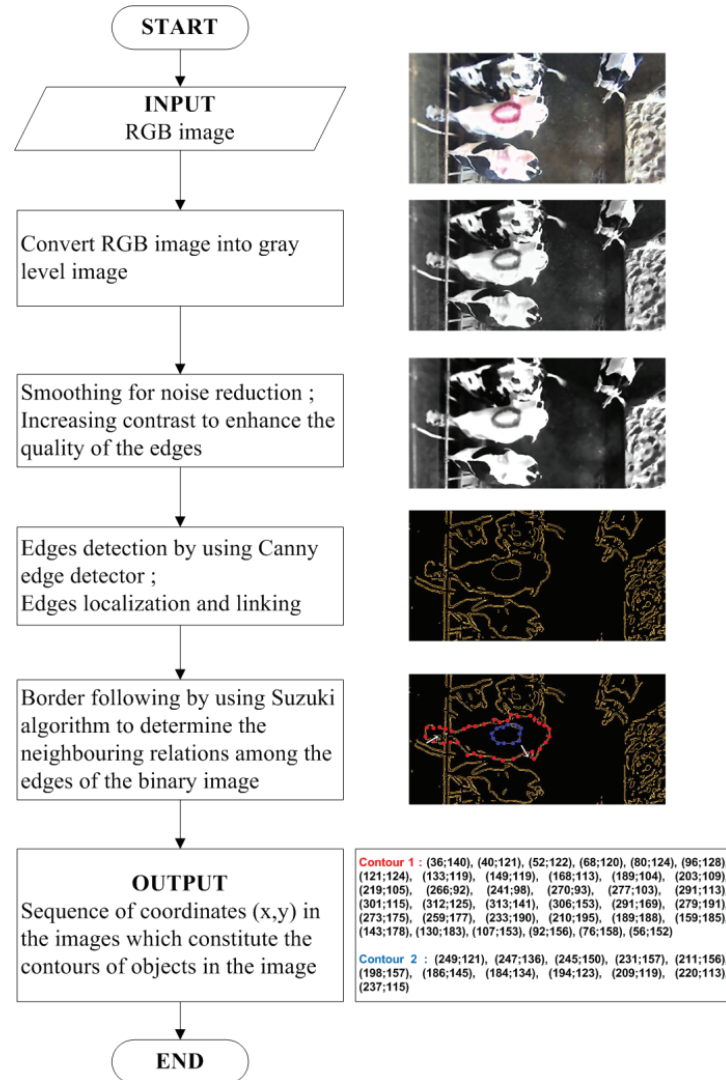 START
INPUT
RGB image
Convert RGB image into gray
level image
Smoothing for noise reduction ;
Increasing contrast to enhance the
quality of the edges
Edges detection by using Canny
edge detector ;
Edges localization and linking
Border following by using Suzuki
algorithm to determine the
neighbouring relations among the
edges of the binary image
OUTPUT
Sequence of coordinates (x,y) in
the images which constitute the
contours of objects in the image
Contour 1 : (36;140), (40;121), (52;122), (68;120), (80;124), (96;128),
(121;124), (133;119), (149;119), (168;113), (189;104), (203;109),
(219;105), (266;92), (241;98), (270;93), (277;103), (291;113),
(301;115), (312;125), (313;141), (306;153), (291;169), (279;191),
(273;175), (259;177), (233;190), (210;195), (189;188), (159;185),
(143;178), (130;183), (107;153), (92;156), (76;158), (56;152)
Contour 2 : (249;121), (247;136), (245;150), (231;157), (211;156),
(198;157), (186;145), (184;134), (194;123), (209;119), (220;113),
(237;115)
END